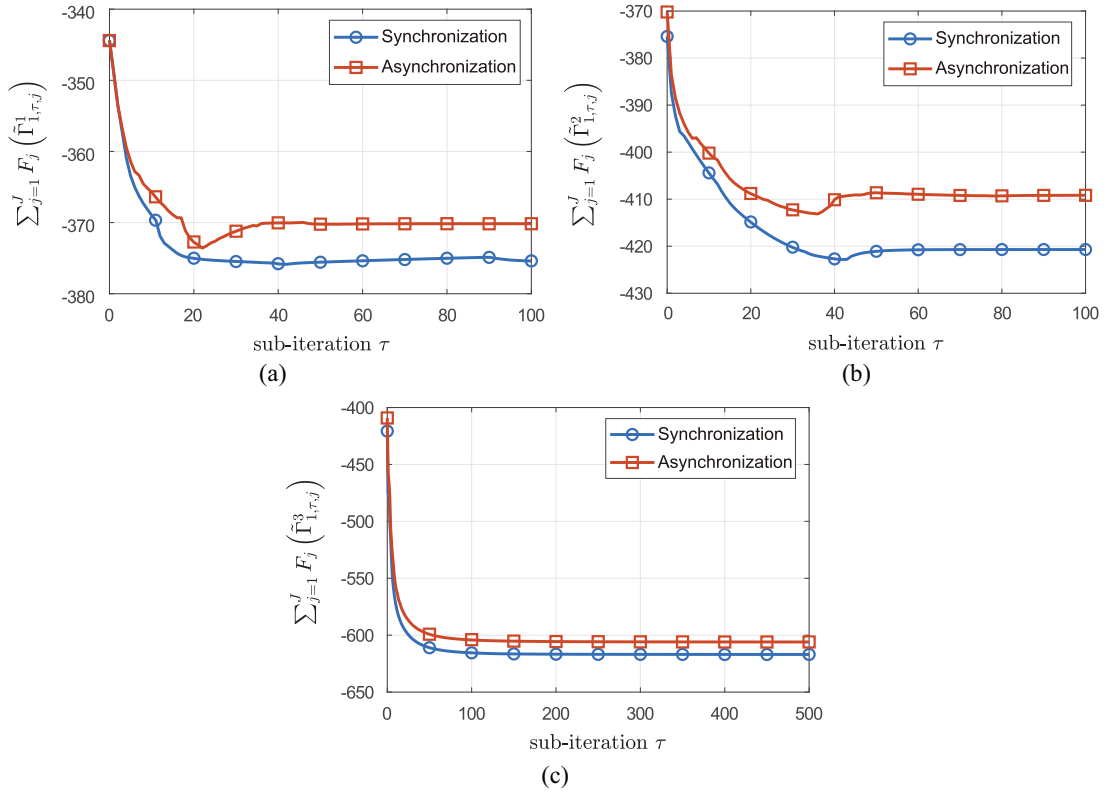 -340
-350
-360
-370
-380
∑_{j=1}^{J} F_j (Γ̃^1_{1,τ,j})
Synchronization
Asynchronization
0 20 40 60 80 100
sub-iteration τ
(a)
-370
-380
-390
-400
-410
-420
-430
∑_{j=1}^{J} F_j (Γ̃^2_{1,τ,j})
Synchronization
Asynchronization
0 20 40 60 80 100
sub-iteration τ
(b)
-400
-450
-500
-550
-600
-650
∑_{j=1}^{J} F_j (Γ̃^3_{1,τ,j})
Synchronization
Asynchronization
0 100 200 300 400 500
sub-iteration τ
(c)